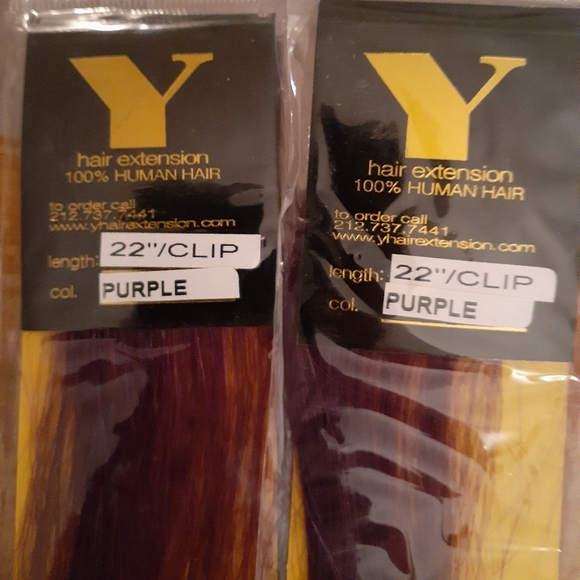 Y
hair extension
100% HUMAN HAIR
to order call
212.737.7441
www.yhairextension.com
length: 22"/CLIP
col. PURPLE
Y
hair extension
100% HUMAN HAIR
to order call
212.737.7441
www.yhairextension.com
length: 22"/CLIP
col. PURPLE